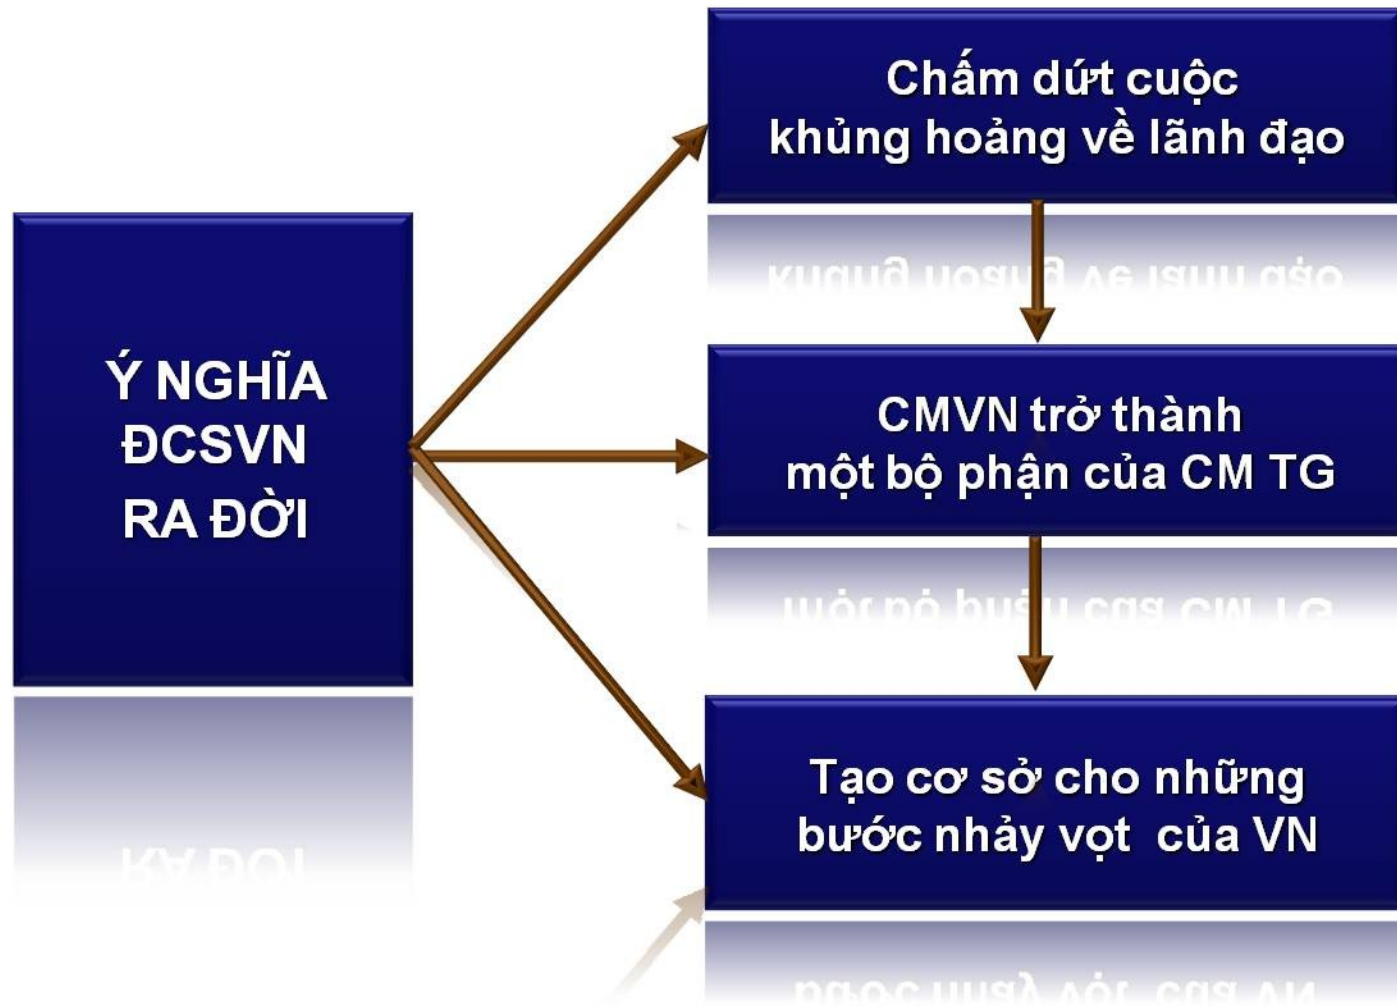 Ý NGHĨA
ĐCSVN
RA ĐỜI
Chấm dứt cuộc
khủng hoảng về lãnh đạo
CMVN trở thành
một bộ phận của CM TG
Tạo cơ sở cho những
bước nhảy vọt  của VN